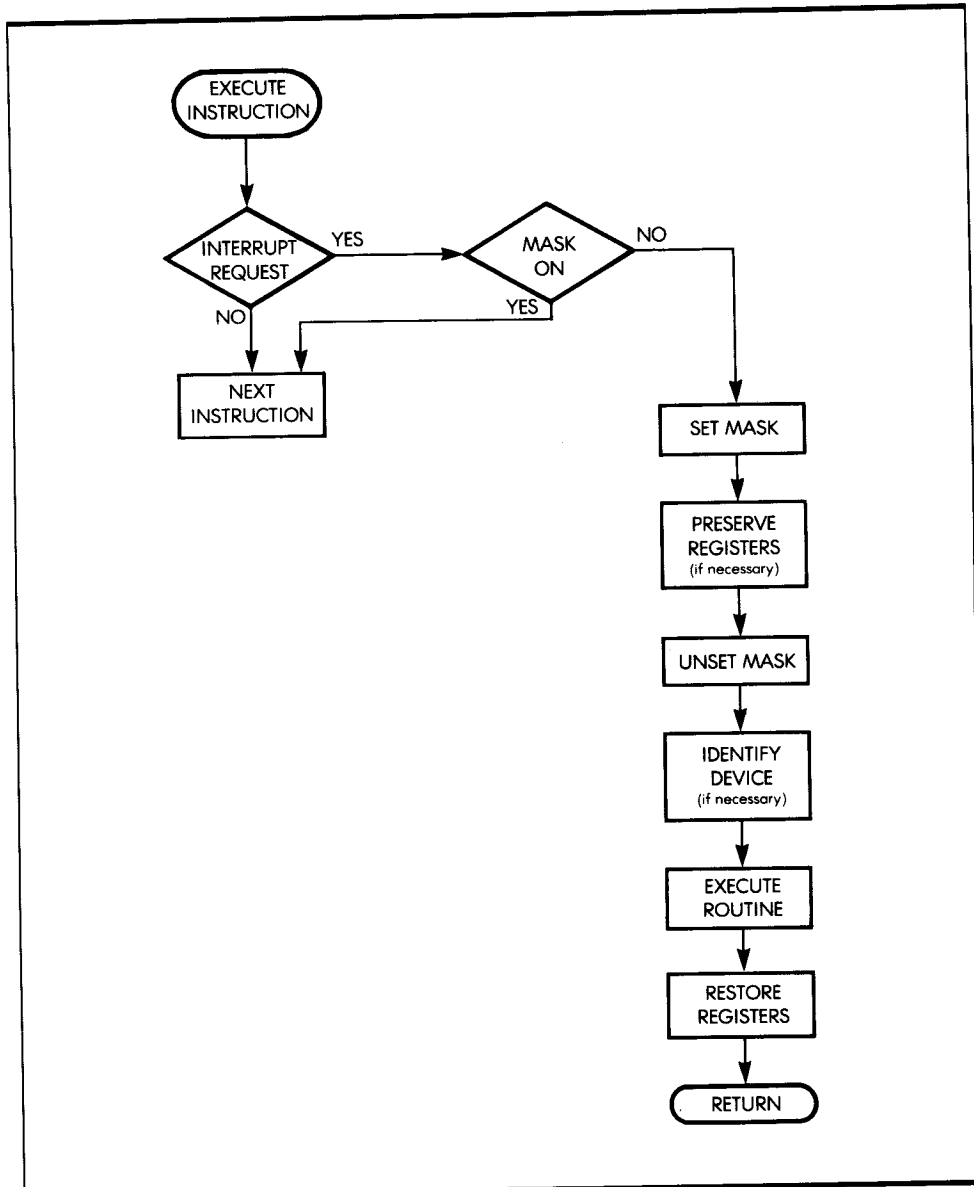 EXECUTE
INSTRUCTION
INTERRUPT
REQUEST
YES
MASK
ON
NO
NO
YES
NEXT
INSTRUCTION
SET MASK
PRESERVE
REGISTERS
(if necessary)
UNSET MASK
IDENTIFY
DEVICE
(if necessary)
EXECUTE
ROUTINE
RESTORE
REGISTERS
RETURN